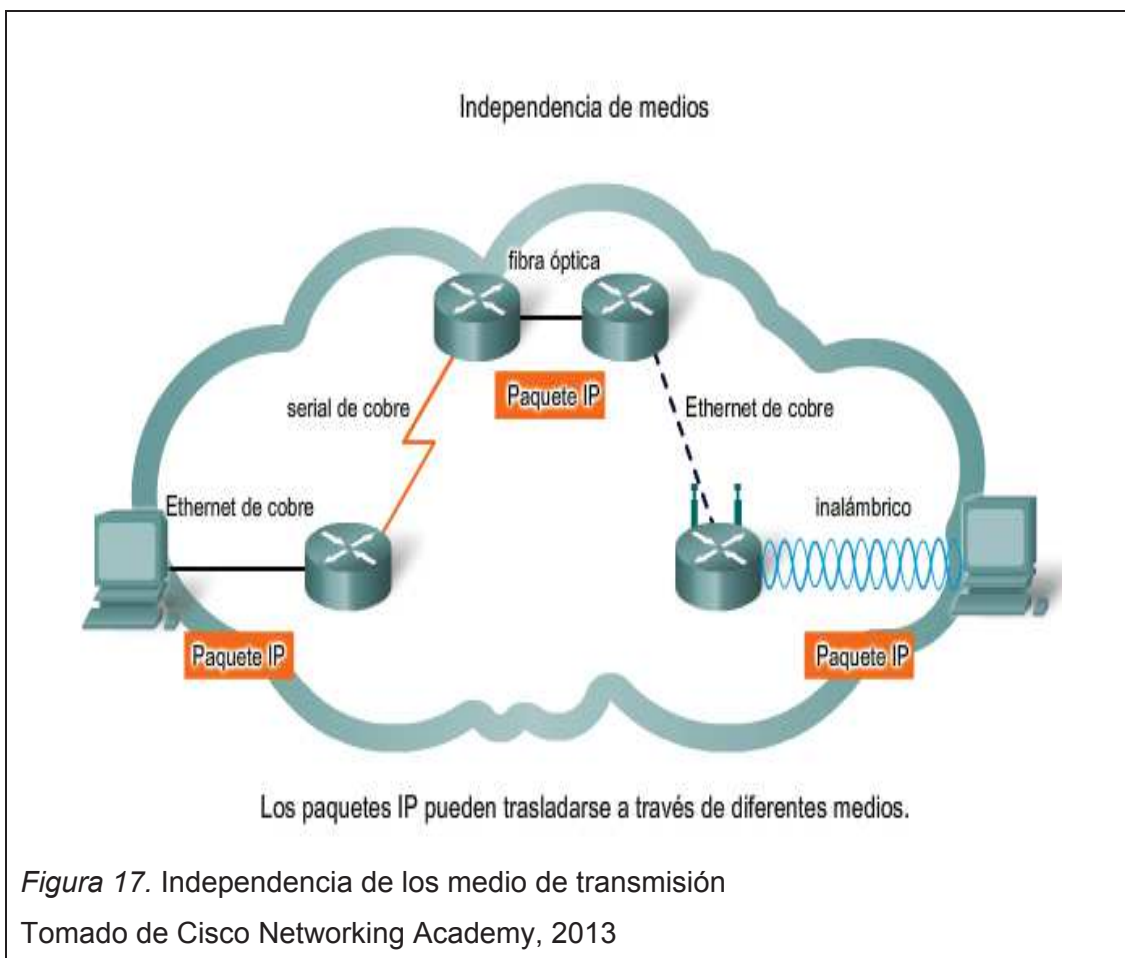 Independencia de medios
fibra óptica
Paquete IP
serial de cobre
Ethernet de cobre
Ethernet de cobre
inalámbrico
Paquete IP
Paquete IP
Los paquetes IP pueden trasladarse a través de diferentes medios.
Figura 17. Independencia de los medio de transmisión
Tomado de Cisco Networking Academy, 2013